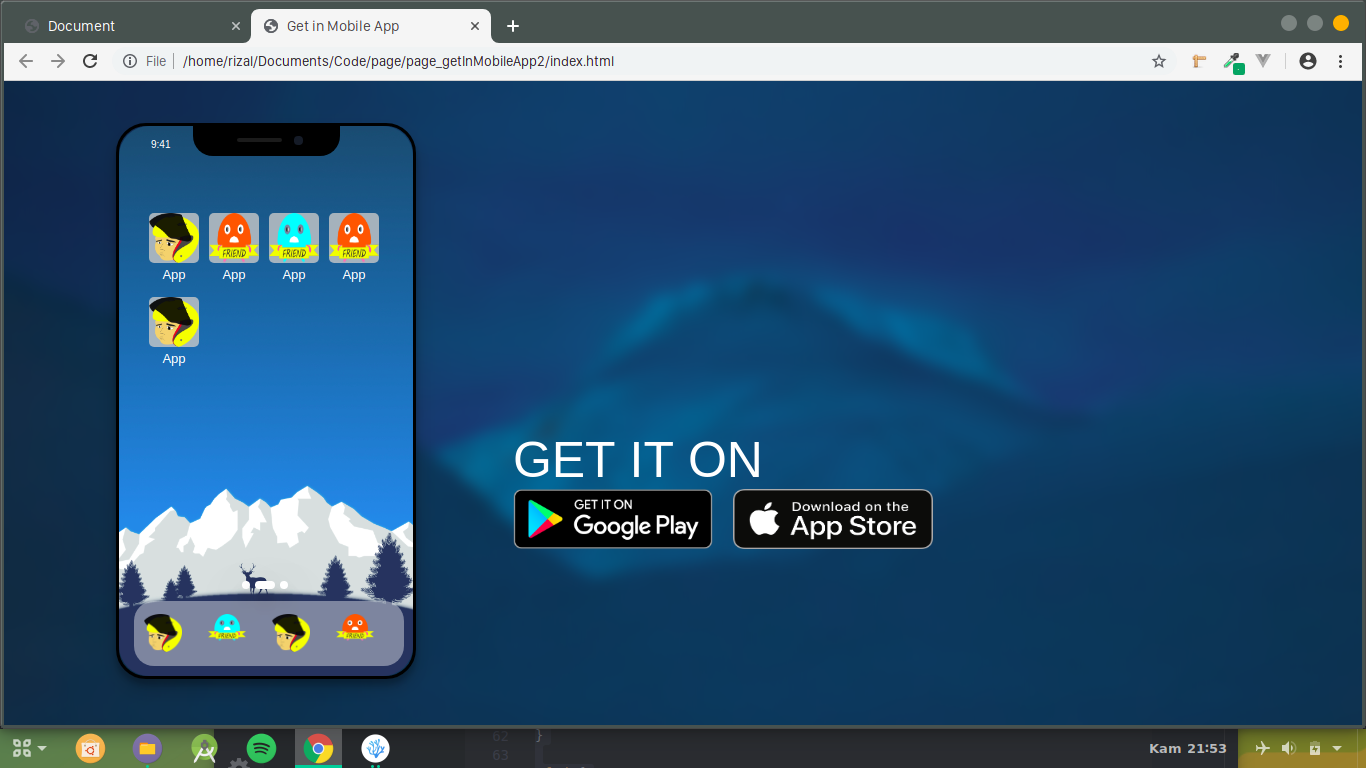 Document
Get in Mobile App
File
/home/rizal/Documents/Code/page/page_getInMobileApp2/index.html
9:41
FRIEND FRIEND FRIEND
App App App App
App
GET IT ON
GET IT ON
Google Play
Download on the
App Store
FRIEND FRIEND
62 }
63
Kam 21:53